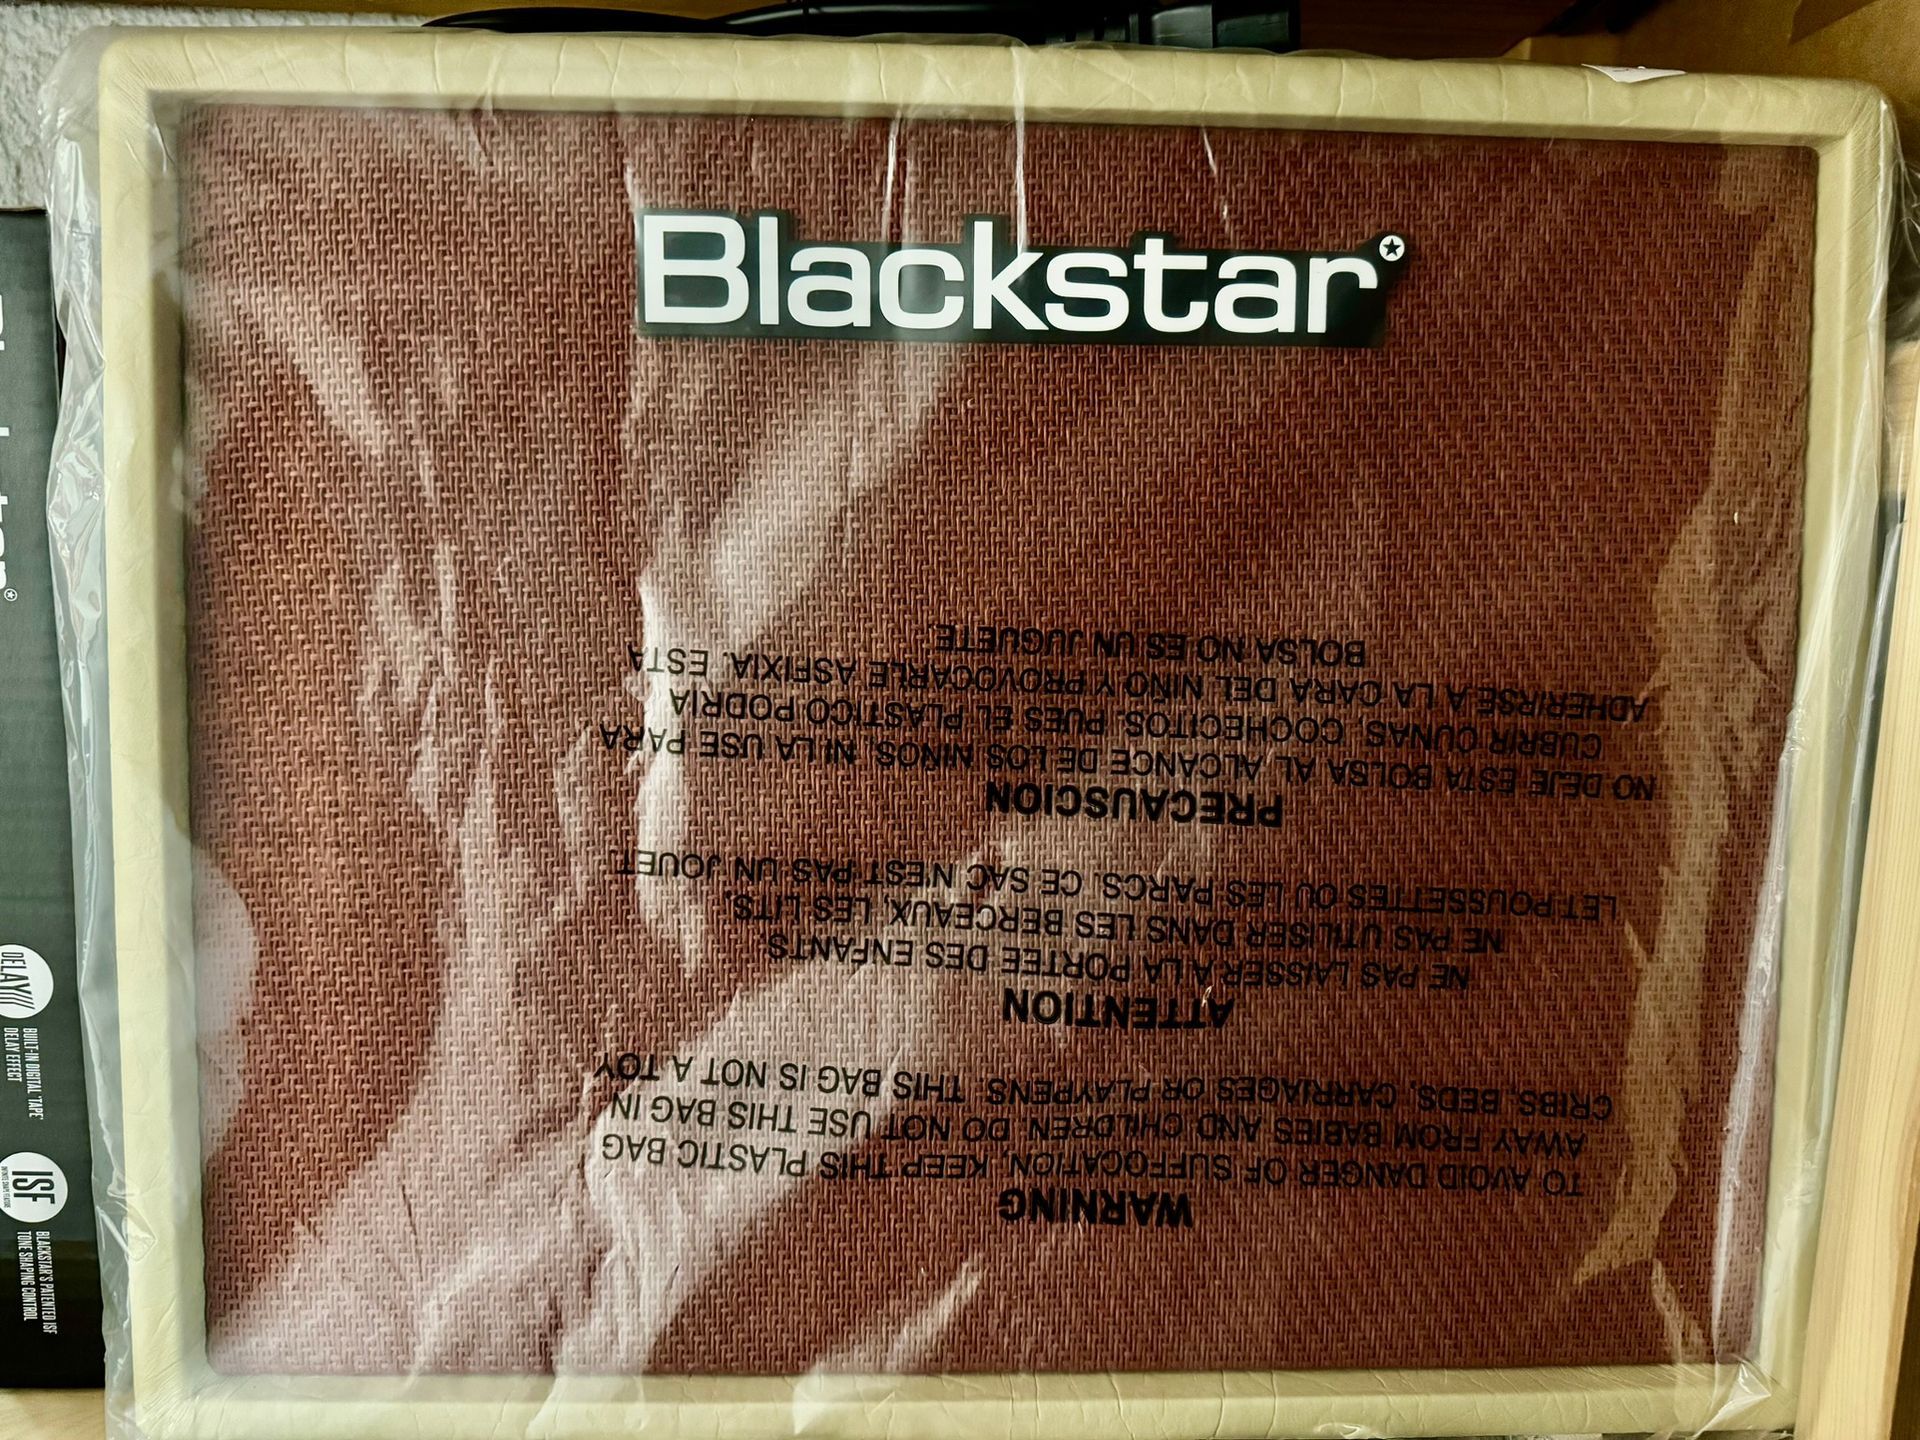 Blackstar
WARNING
TO AVOID DANGER OF SUFFOCATION, KEEP THIS PLASTIC BAG
AWAY FROM BABIES AND CHILDREN. DO NOT USE THIS BAG IN
CRIBS, BEDS, CARRIAGES OR PLAYPENS. THIS BAG IS NOT A TOY
ATTENTION
NE PAS LAISSER A LA PORTEE DES ENFANTS
NE PAS UTILISER DANS LES BERCEAUX, LES LITS,
LET POUSSETTES OU LES PARCS. CE SAC N'EST PAS UN JOUET.
PRECAUSCION
NO DEJE ESTA BOLSA AL ALCANCE DE LOS NIÑOS, NI LA USE PARA
CUBRIR CUNAS, COCHECITOS. PUES EL PLASTICO PODRIA
ADHERIRSE A LA CARA DEL NIÑO Y PROVOCARLE ASFIXIA. ESTA
BOLSA NO ES UN JUGUETE.
DELAY
BUILT-IN DIGITAL 'TAPE'
DELAY EFFECT
ISF
BLACKSTAR'S PATENTED ISF
TONE SHAPING CONTROL